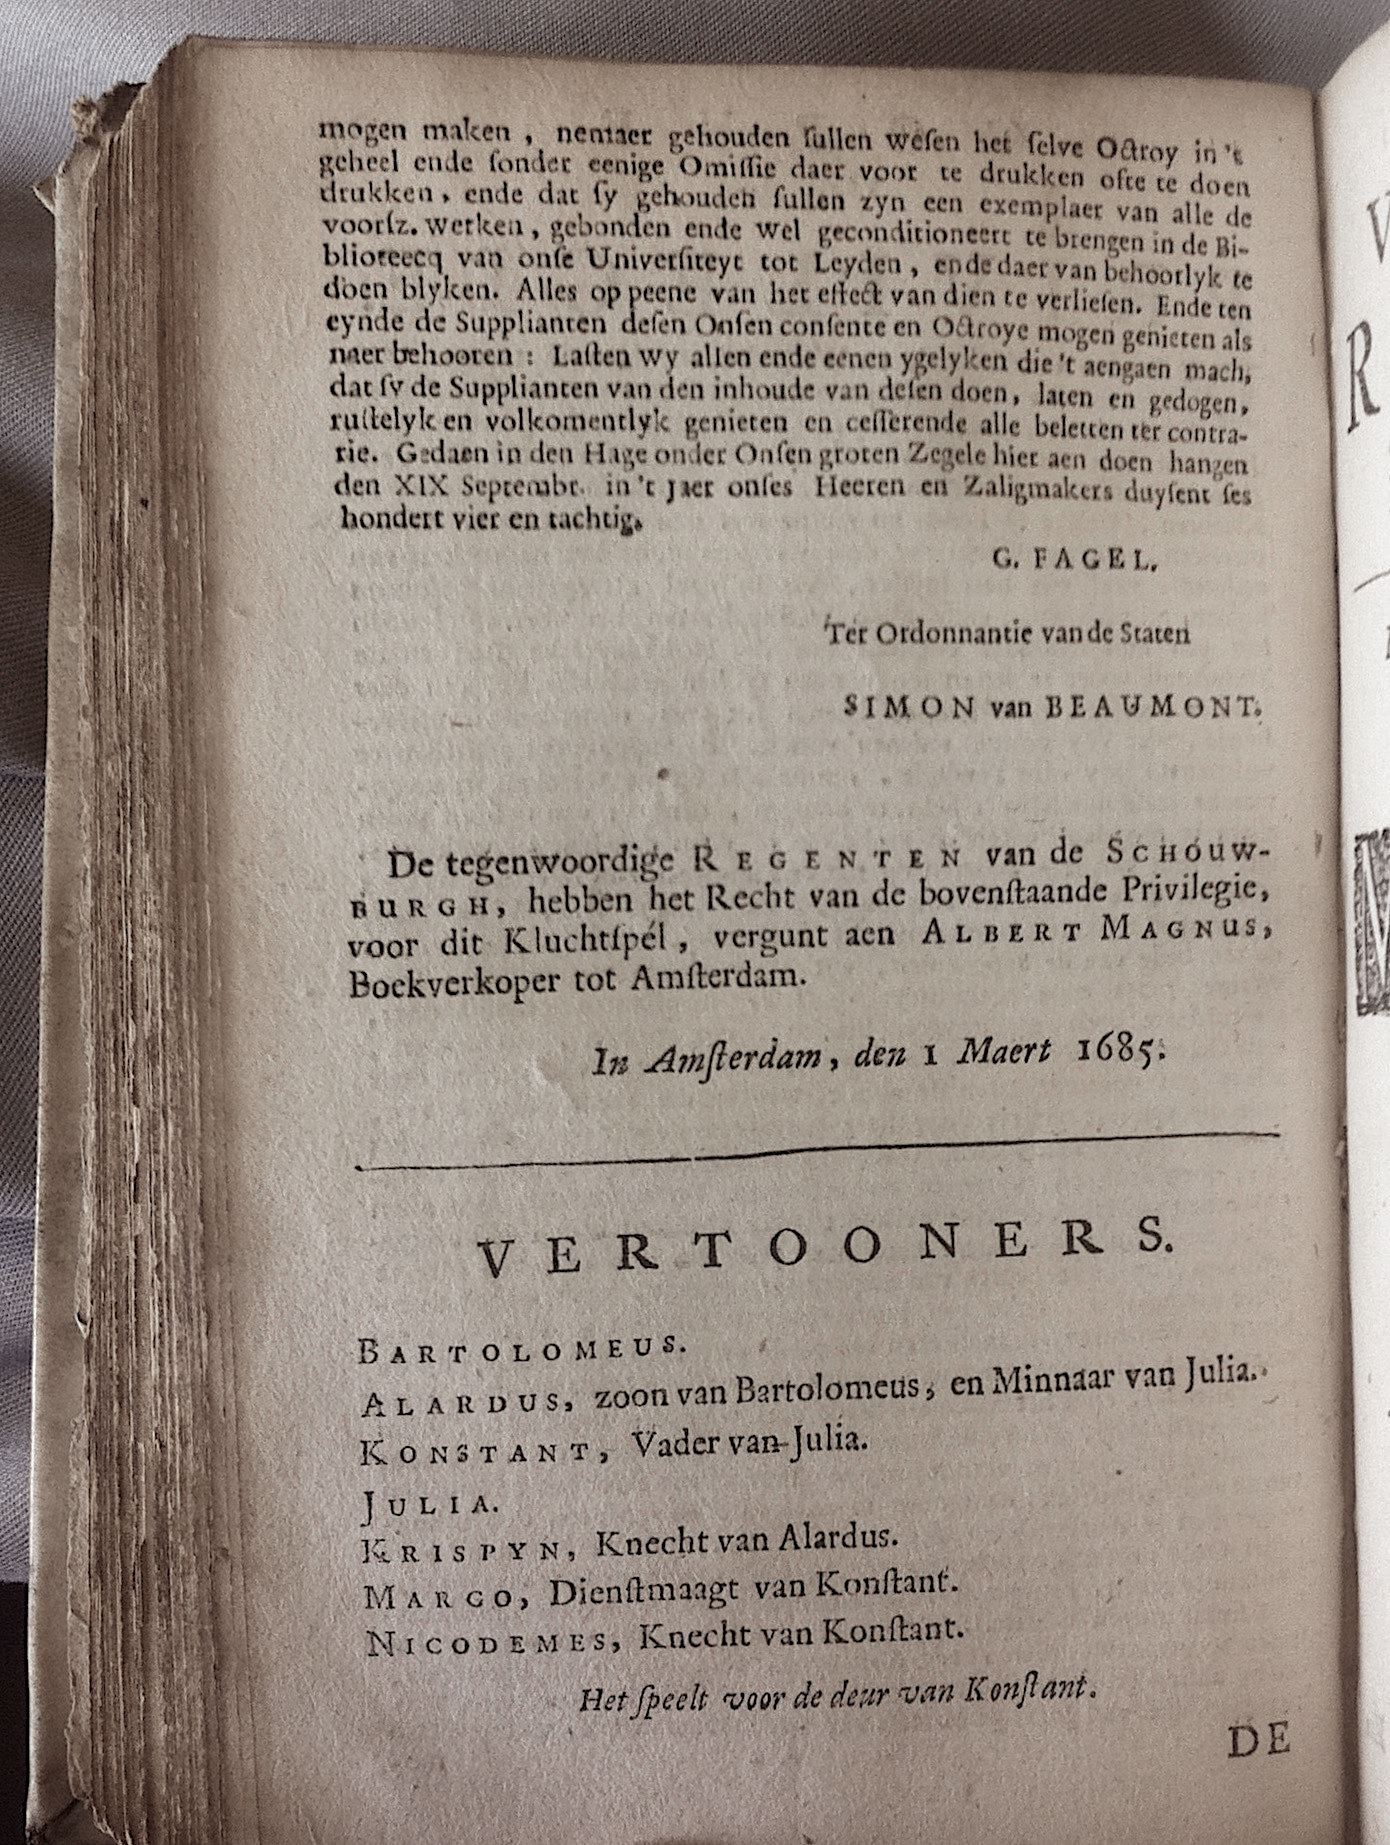 mogen maken , nemaer gehouden ſullen weſen het ſelve Octroy in 't
geheel ende ſonder eenige Omiſſie daer voor te drukken ofte te doen
drukken, ende dat ſy gehouden ſullen zyn een exemplaer van alle de
voorſz. werken, gebonden ende wel geconditioneert te brengen in de Bi-
blioteecq van onſe Univerſiteyt tot Leyden, ende daer van behoorlyk te
doen blyken. Alles op peene van het effect van dien te verlieſen. Ende ten
eynde de Supplianten deſen Onſen conſente en Octroye mogen genieten als
naer behooren : Laſten wy allen ende eenen ygelyken die 't aengaen mach,
dat ſy de Supplianten van den inhoude van deſen doen, laten en gedogen,
ruſtelyk en volkomentlyk genieten en ceſſerende alle beletten ter contra-
rie. Gedaen in den Hage onder Onſen groten Zegele hier aen doen hangen
den XIX Septembr. in 't jaer onſes Heeren en Zaligmakers duyſent ſes
hondert vier en tachtig.
G. FAGEL.
Ter Ordonnantie van de Staten
SIMON van BEAUMONT.
De tegenwoordige REGENTEN van de SCHOUW-
BURGH, hebben het Recht van de bovenſtaande Privilegie,
voor dit Kluchtſpél, vergunt aen ALBERT MAGNUS,
Boekverkoper tot Amſterdam.
In Amſterdam, den 1 Maert 1685.
VERTOONERS.
BARTOLOMEUS.
ALARDUS, zoon van Bartolomeus, en Minnaar van Julia.
KONSTANT, Vader van Julia.
JULIA.
KRISPYN, Knecht van Alardus.
MARGO, Dienſtmaagt van Konſtant.
NICODEMES, Knecht van Konſtant.
Het ſpeelt voor de deur van Konſtant.
DE